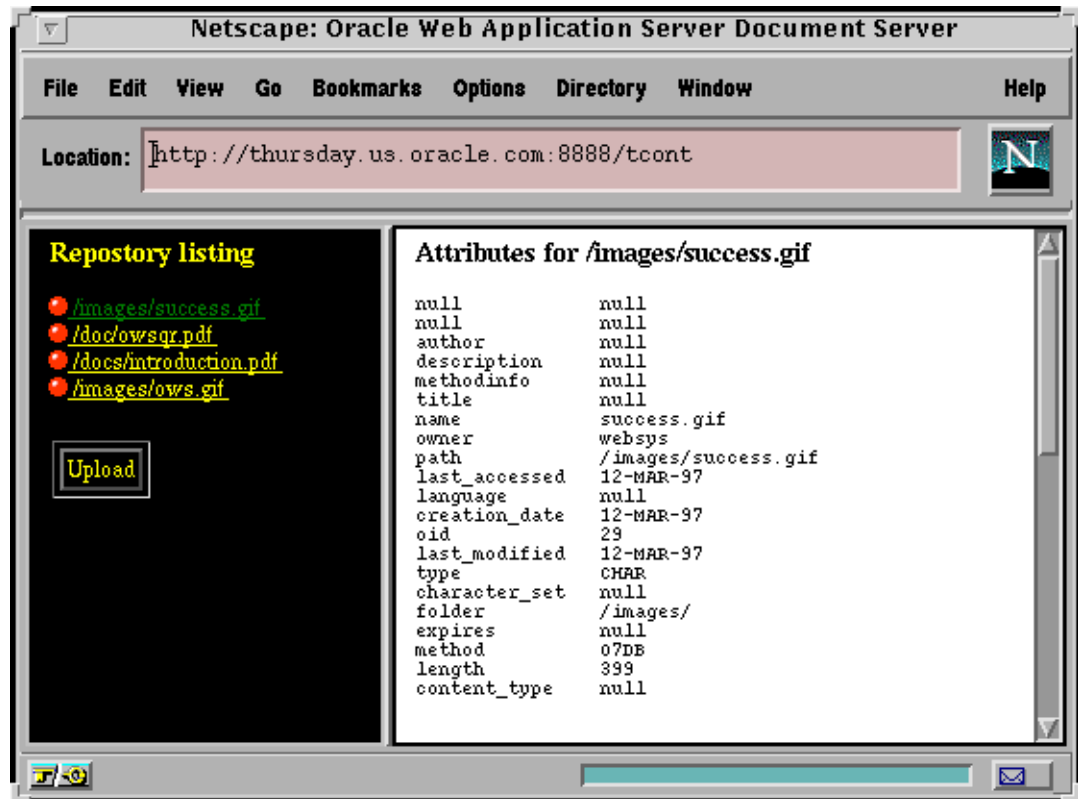 Netscape: Oracle Web Application Server Document Server
File Edit View Go Bookmarks Options Directory Window Help
Location: http://thursday.us.oracle.com:8888/tcont
N
Repostory listing
/images/success.gif
/doc/owsqr.pdf
/docs/introduction.pdf
/images/ows.gif
Upload
Attributes for /images/success.gif
null null
null null
author null
description null
methodinfo null
title null
name success.gif
owner websys
path /images/success.gif
last_accessed 12-MAR-97
language null
creation_date 12-MAR-97
oid 29
last_modified 12-MAR-97
type CHAR
character_set null
folder /images/
expires null
method O7DB
length 399
content_type null